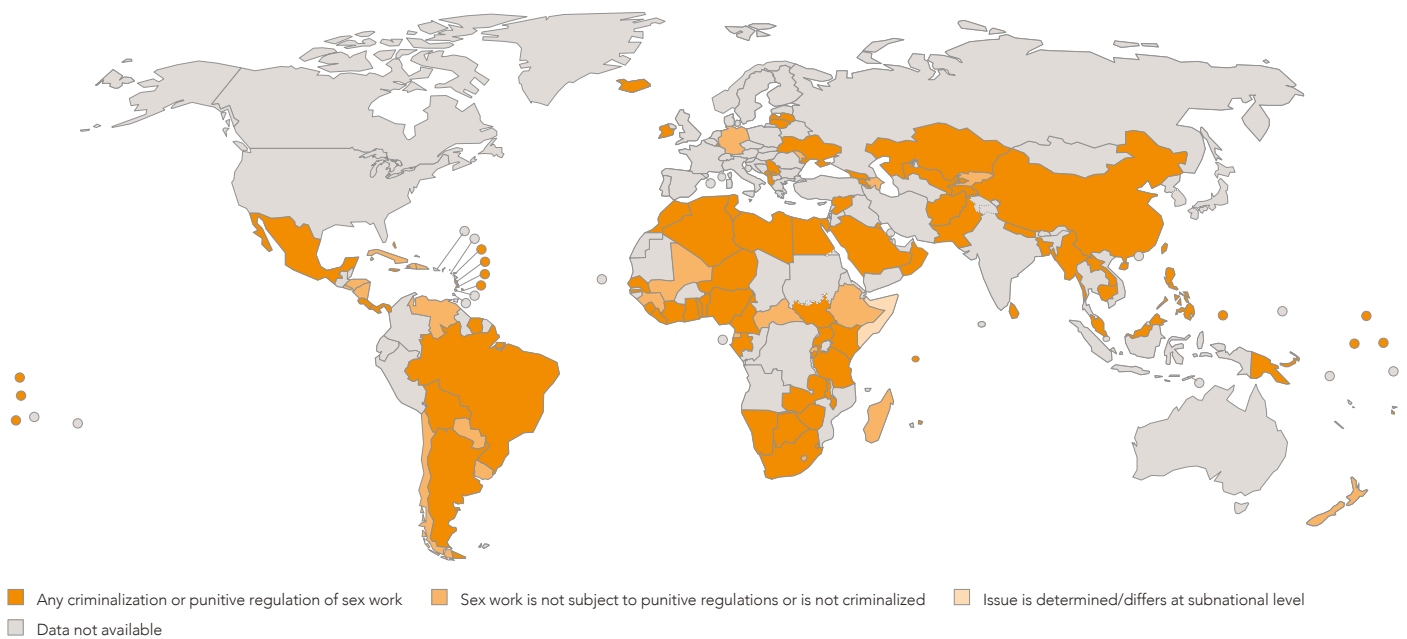 Any criminalization or punitive regulation of sex work
Sex work is not subject to punitive regulations or is not criminalized
Issue is determined/differs at subnational level
Data not available